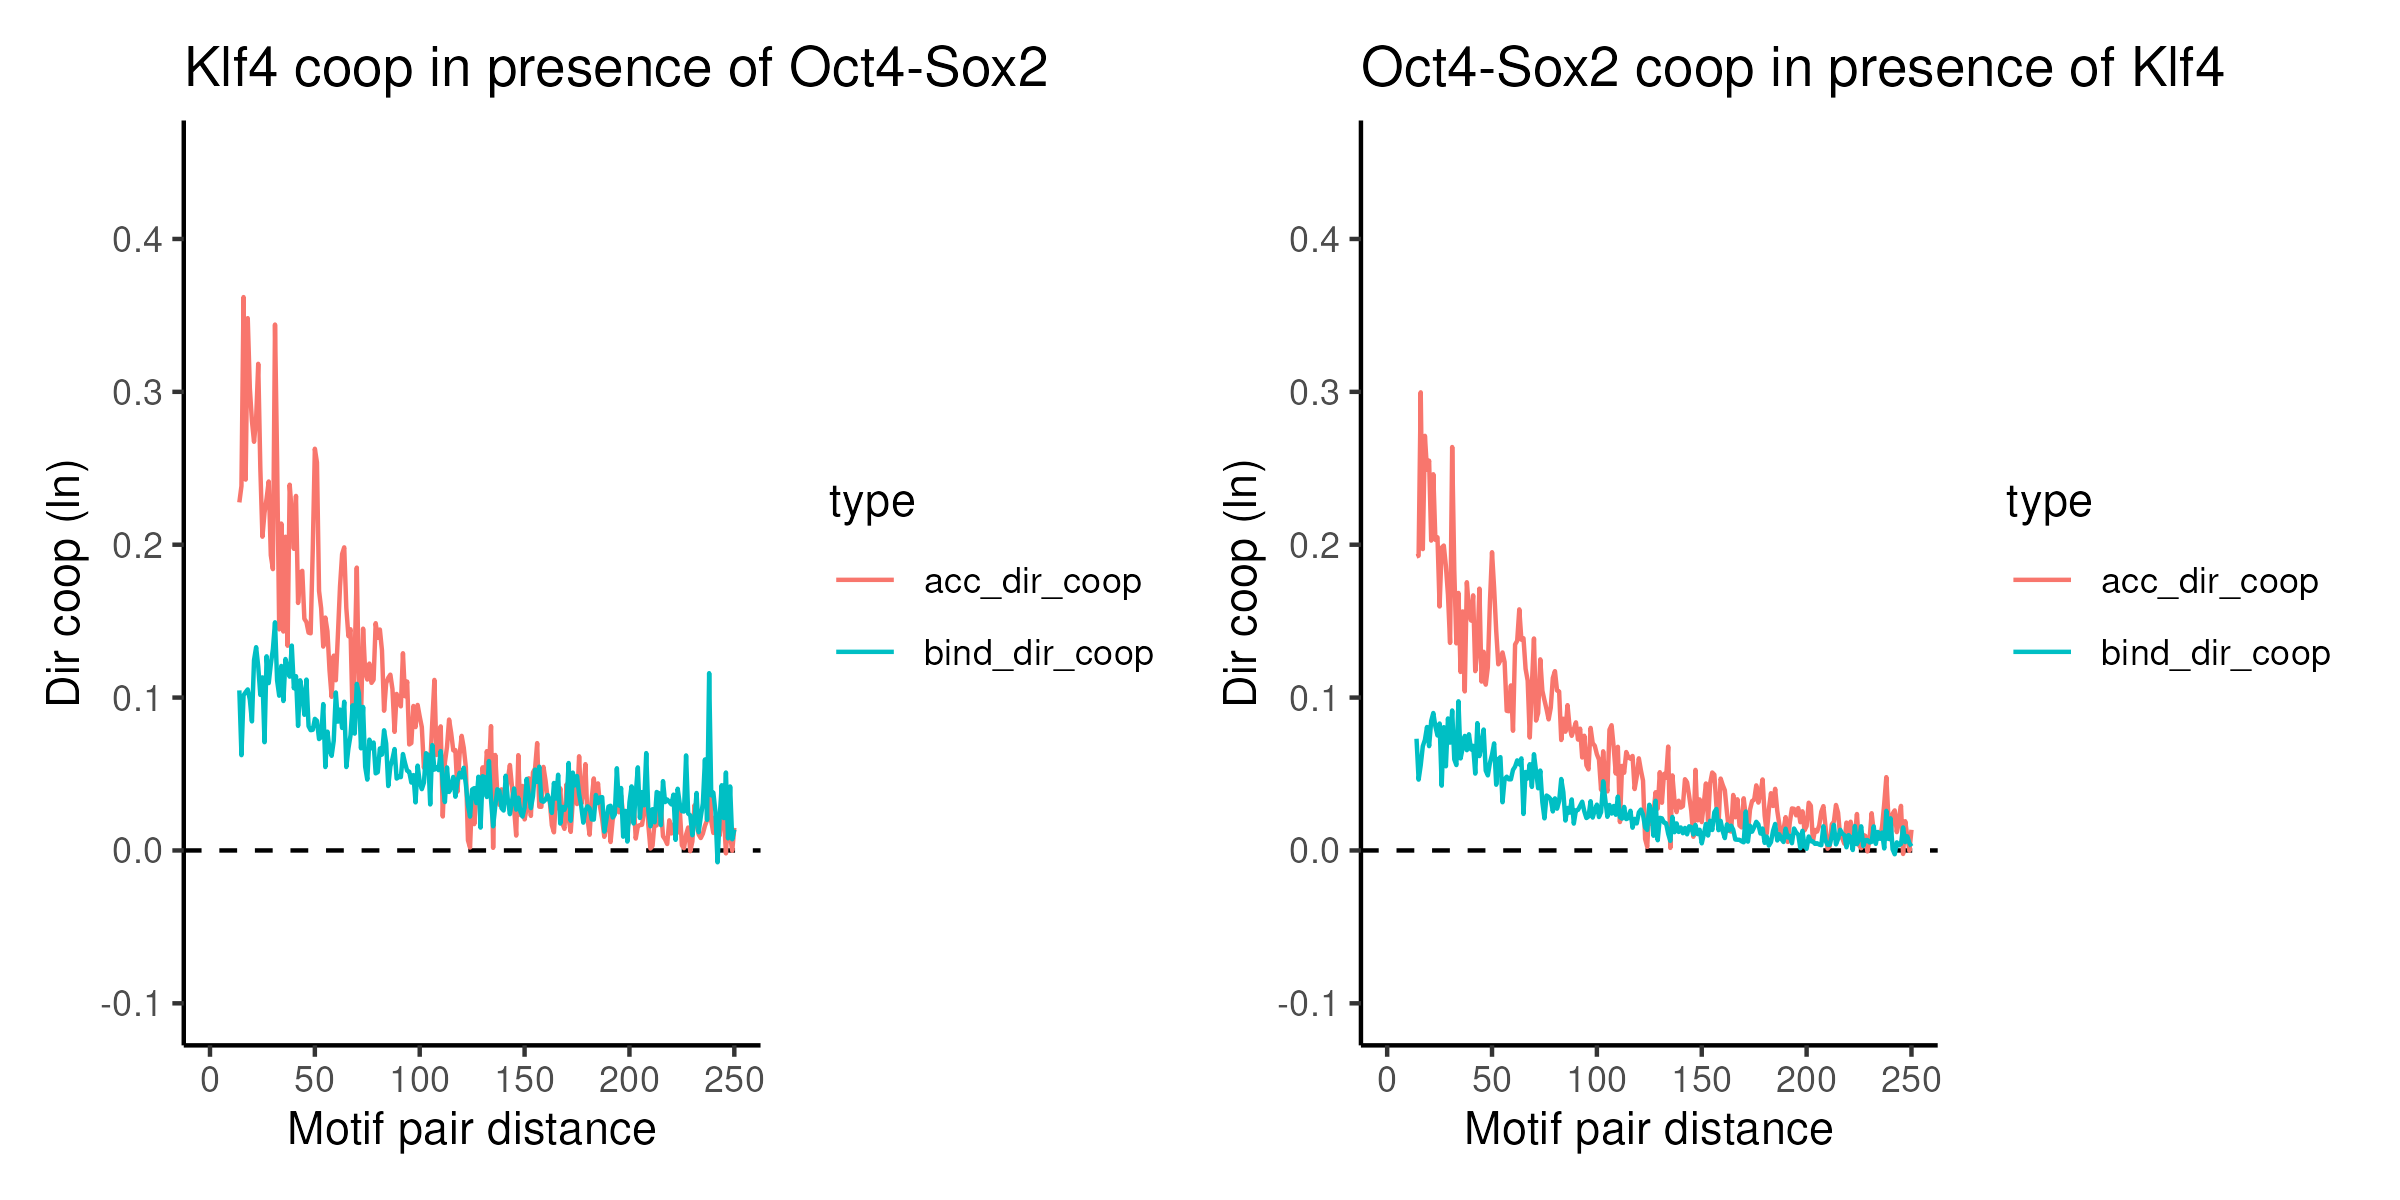 Klf4 coop in presence of Oct4-Sox2
Dir coop (ln)
0.4
0.3
0.2
0.1
0.0
-0.1
0 50 100 150 200 250
Motif pair distance
type
acc_dir_coop
bind_dir_coop
Oct4-Sox2 coop in presence of Klf4
Dir coop (ln)
0.4
0.3
0.2
0.1
0.0
-0.1
0 50 100 150 200 250
Motif pair distance
type
acc_dir_coop
bind_dir_coop